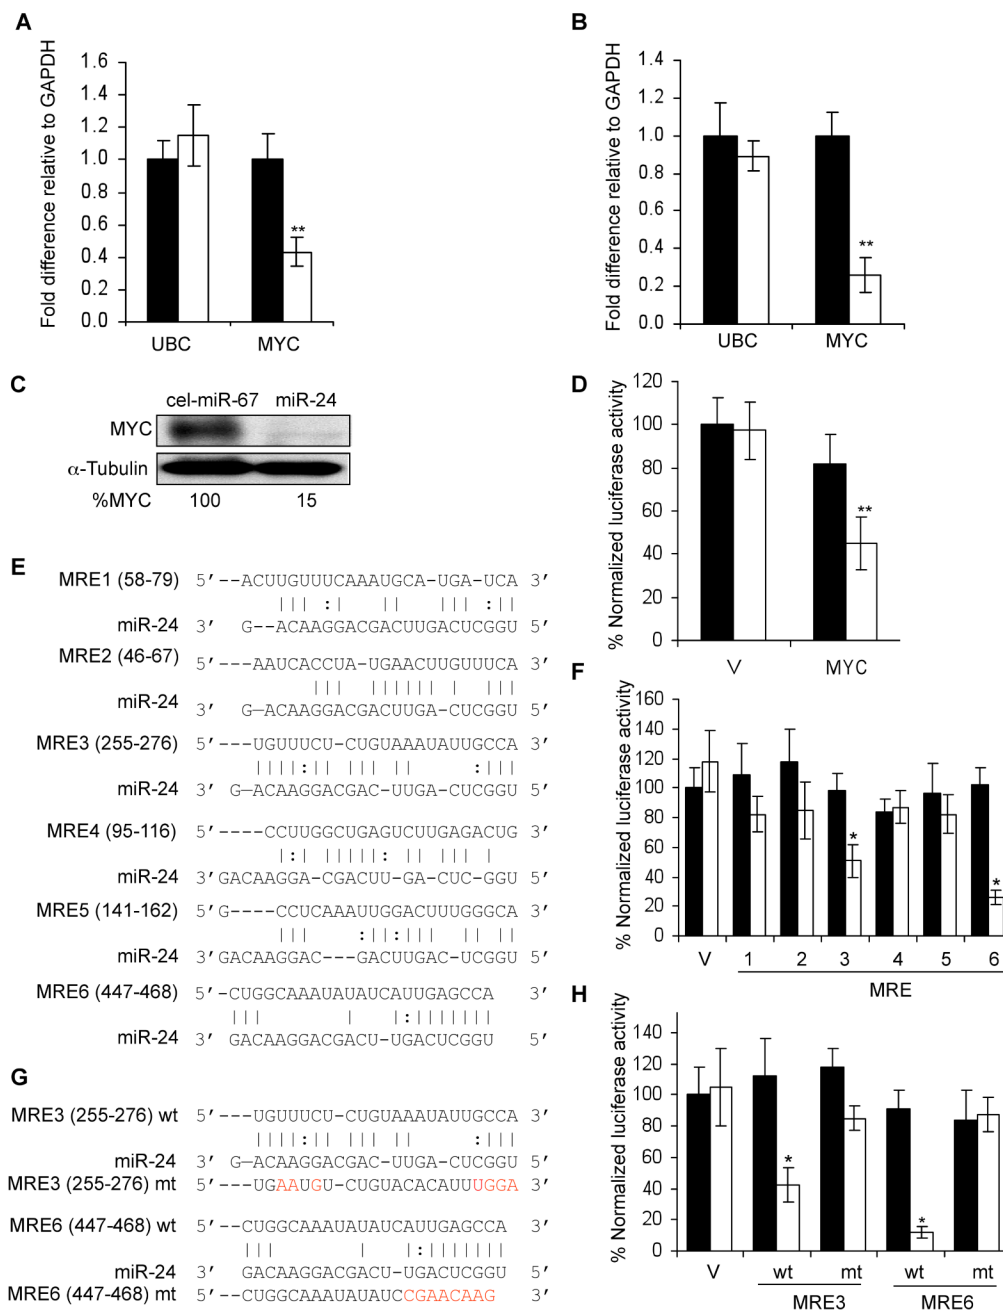 A
Fold difference relative to GAPDH
1.6
1.4
1.2
1.0
0.8
0.6
0.4
0.2
0.0
**
UBC
MYC
B
Fold difference relative to GAPDH
1.6
1.4
1.2
1.0
0.8
0.6
0.4
0.2
0.0
**
UBC
MYC
C
cel-miR-67 miR-24
MYC
α-Tubulin
%MYC 100 15
D
% Normalized luciferase activity
120
100
80
60
40
20
0
**
V
MYC
E
MRE1 (58-79) 5′--ACUUGUUUCAAAUGCA-UGA-UCA 3′
miR-24 3′ G--ACAAGGACGACUUGACUCGGU 5′
MRE2 (46-67) 5′---AAUCACCUA-UGAACUUGUUUCA 3′
miR-24 3′ G—ACAAGGACGACUUGA-CUCGGU 5′
MRE3 (255-276) 5′---UGUUUCU-CUGUAAAUAUUGCCA 3′
miR-24 3′ G—ACAAGGACGAC-UUGA-CUCGGU 5′
MRE4 (95-116) 5′----CCUUGGCUGAGUCUUGAGACUG 3′
miR-24 3′GACAAGGA-CGACUU-GA-CUC-GGU 5′
MRE5 (141-162) 5′G----CCUCAAAUUGGACUUUGGGCA 3′
miR-24 3′GACAAGGAC---GACUUGAC-UCGGU 5′
MRE6 (447-468) 5′-CUGGCAAAUAUAUCAUUGAGCCA 3′
miR-24 3′ GACAAGGACGACU-UGACUCGGU 5′
F
% Normalized luciferase activity
160
140
120
100
80
60
40
20
0
*
*
V 1 2 3 4 5 6
MRE
G
MRE3 (255-276) wt 5′---UGUUUCU-CUGUAAAUAUUGCCA 3′
miR-24 3′ G—ACAAGGACGAC-UUGA-CUCGGU 5′
MRE3 (255-276) mt 5′---UGAAUGU-CUGUACACAUUUGGA 3′
MRE6 (447-468) wt 5′--CUGGCAAAUAUAUCAUUGAGCCA 3′
miR-24 3′ GACAAGGACGACU-UGACUCGGU 5′
MRE6 (447-468) mt 5′--CUGGCAAAUAUAUCCGAACAAG 3′
H
% Normalized luciferase activity
140
120
100
80
60
40
20
0
*
*
V wt mt wt mt
MRE3 MRE6